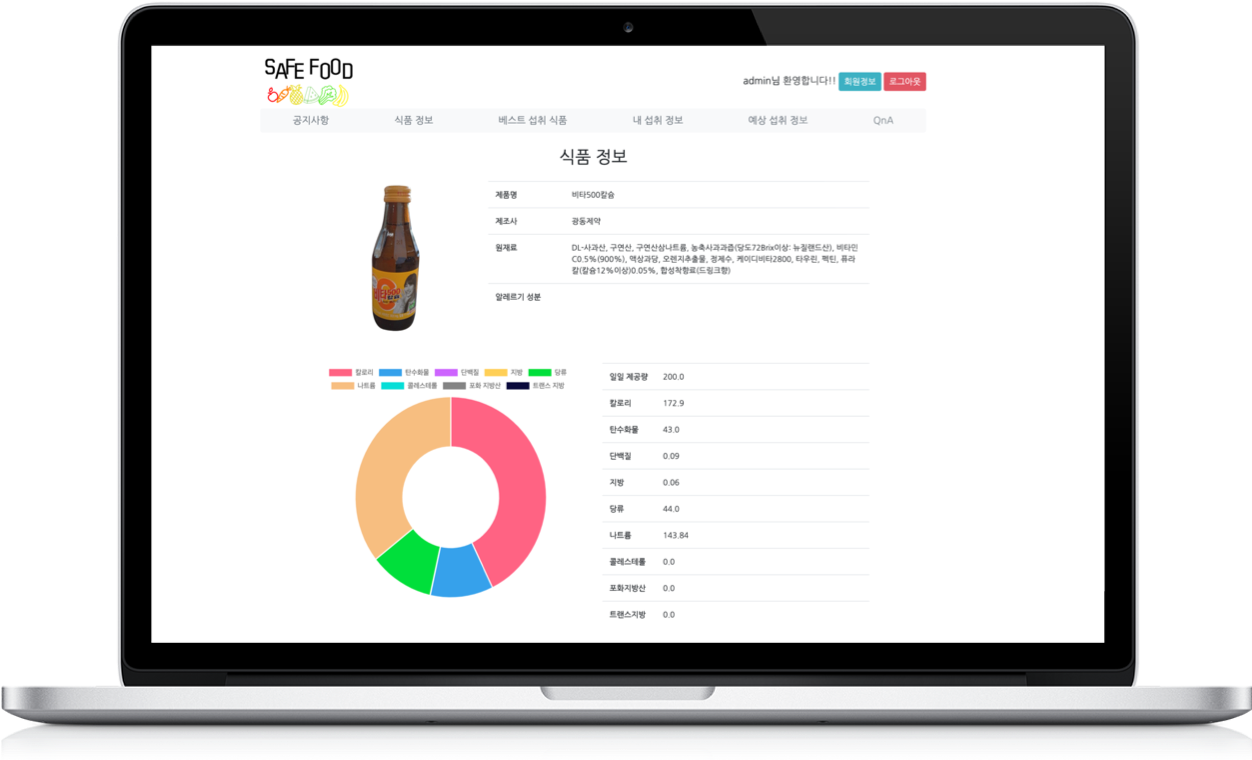 SAFE FOOD
admin님 환영합니다!! 회원정보 로그아웃
공지사항 식품 정보 베스트 섭취 식품 내 섭취 정보 예상 섭취 정보 QnA
식품 정보
제품명 비타500칼슘
제조사 광동제약
원재료 DL-사과산, 구연산, 구연산삼나트륨, 농축사과과즙(당도72Brix이상: 뉴질랜드산), 비타민
C0.5%(900%), 액상과당, 오렌지추출물, 정제수, 케이디비타2800, 타우린, 펙틴, 퓨라
칼(칼슘12%이상)0.05%, 합성착향료(드링크향)
알레르기 성분
비타500
칼슘
칼로리 탄수화물 단백질 지방 당류
나트륨 콜레스테롤 포화 지방산 트랜스 지방
일일 제공량 200.0
칼로리 172.9
탄수화물 43.0
단백질 0.09
지방 0.06
당류 44.0
나트륨 143.84
콜레스테롤 0.0
포화지방산 0.0
트랜스지방 0.0